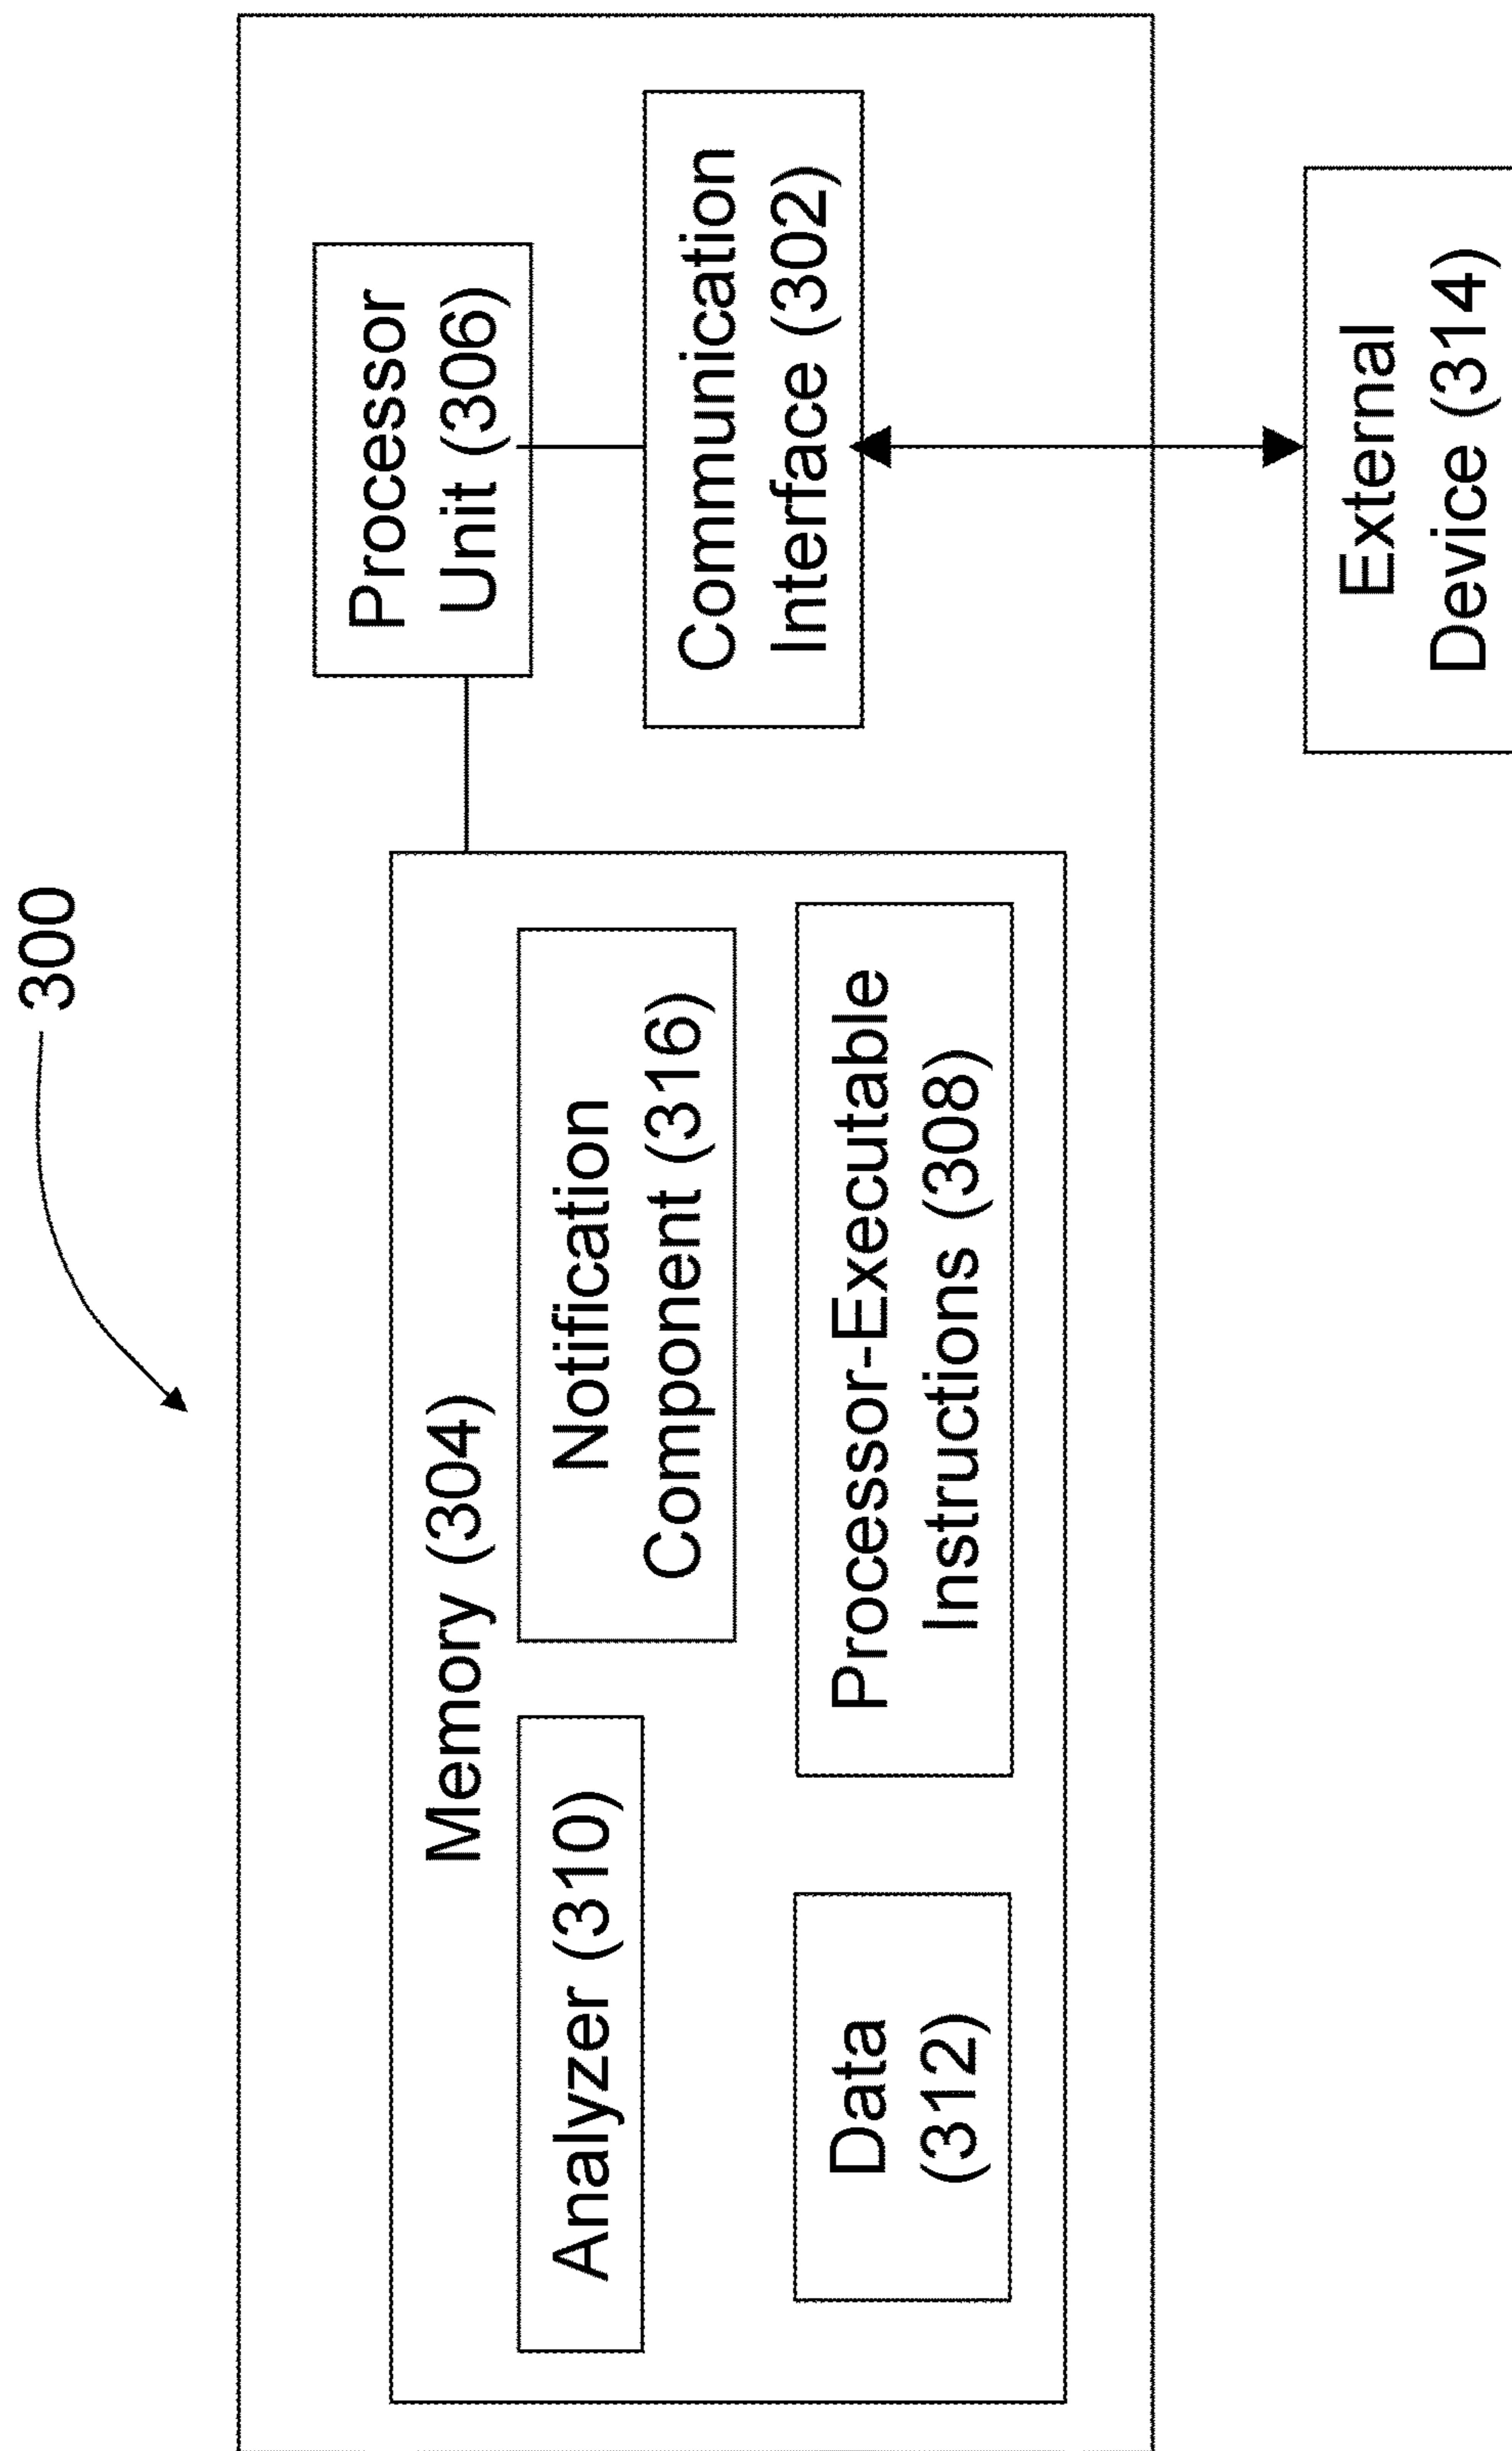 300
Memory (304)
Analyzer (310)
Notification
Component (316)
Data
(312)
Processor-Executable
Instructions (308)
Processor
Unit (306)
Communication
Interface (302)
External
Device (314)